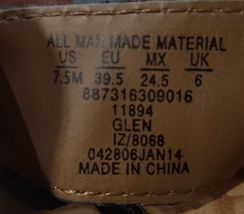 ALL MAN MADE MATERIAL
US EU MX UK
7.5M 39.5 24.5 6
887316309016
11894
GLEN
IZ/8068
042806JAN14
MADE IN CHINA